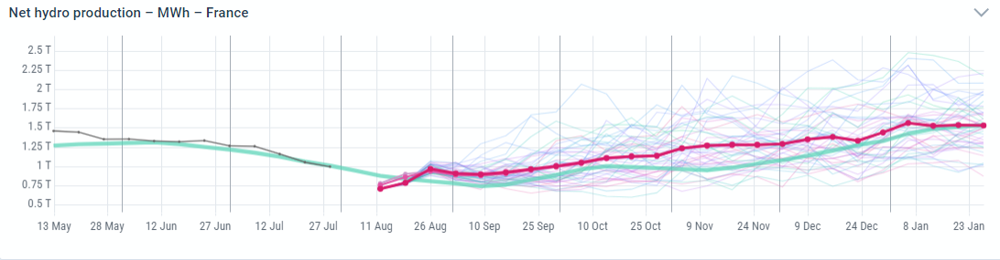 Net hydro production – MWh – France
2.5 T
2.25 T
2 T
1.75 T
1.5 T
1.25 T
1 T
0.75 T
0.5 T
13 May 28 May 12 Jun 27 Jun 12 Jul 27 Jul 11 Aug 26 Aug 10 Sep 25 Sep 10 Oct 25 Oct 9 Nov 24 Nov 9 Dec 24 Dec 8 Jan 23 Jan